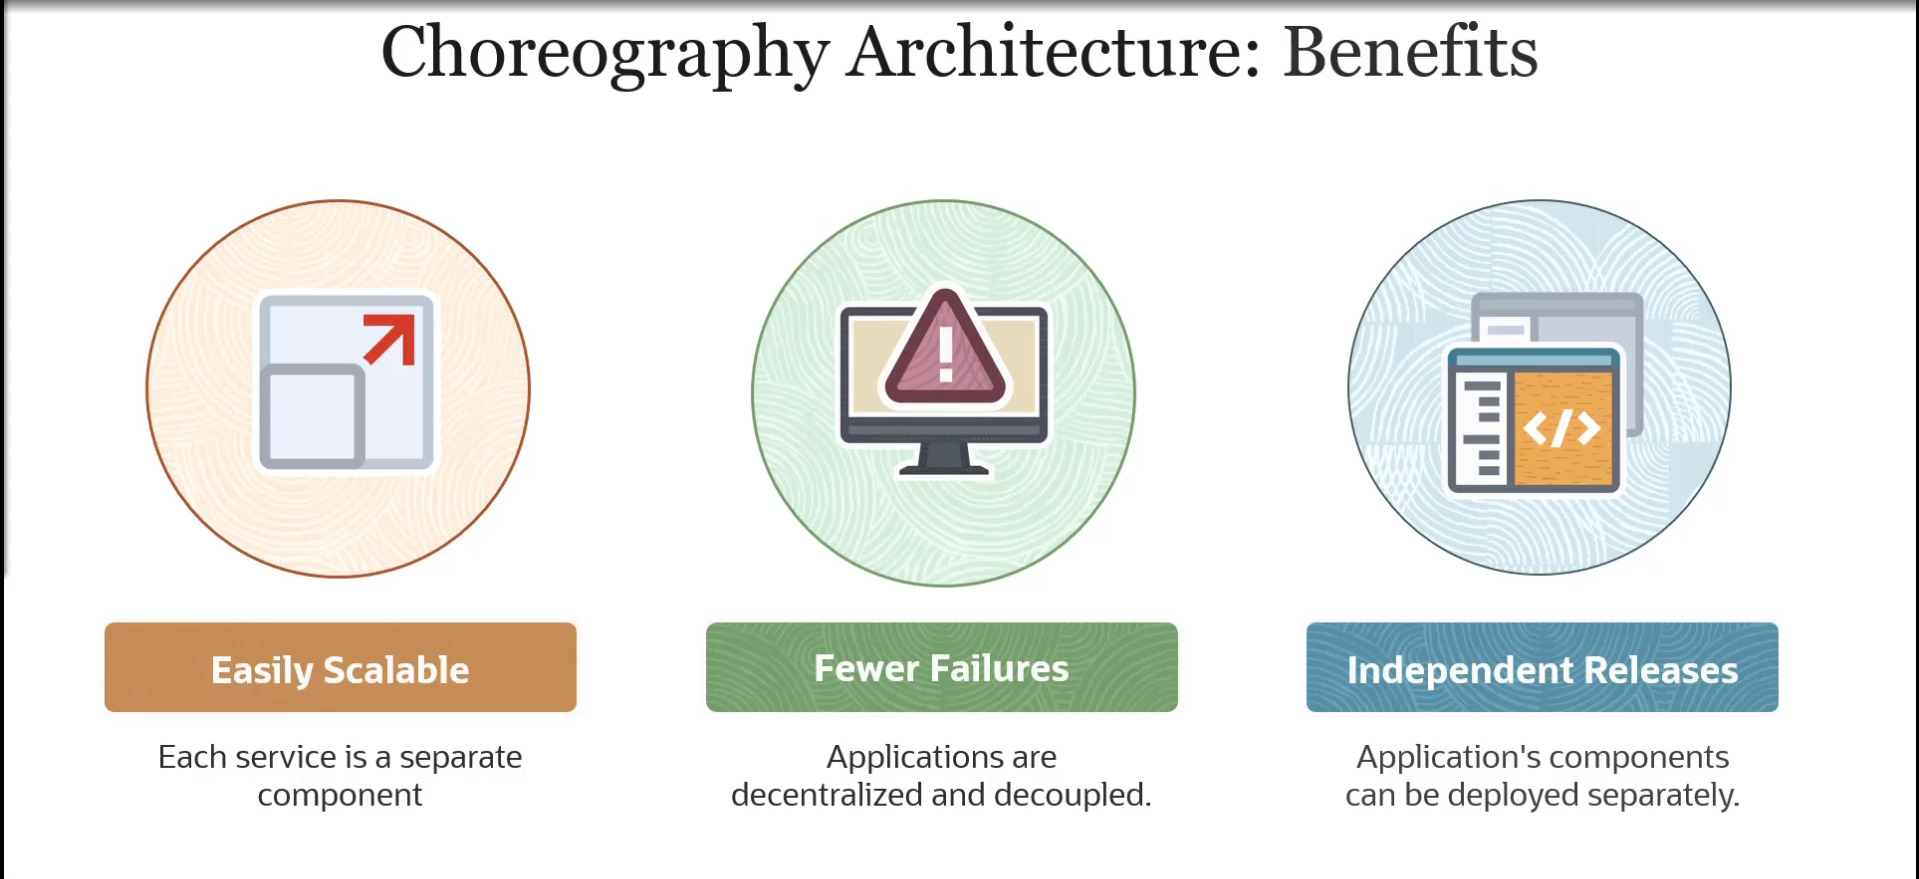 Choreography Architecture: Benefits
Easily Scalable
Each service is a separate
component
Fewer Failures
Applications are
decentralized and decoupled.
Independent Releases
Application's components
can be deployed separately.